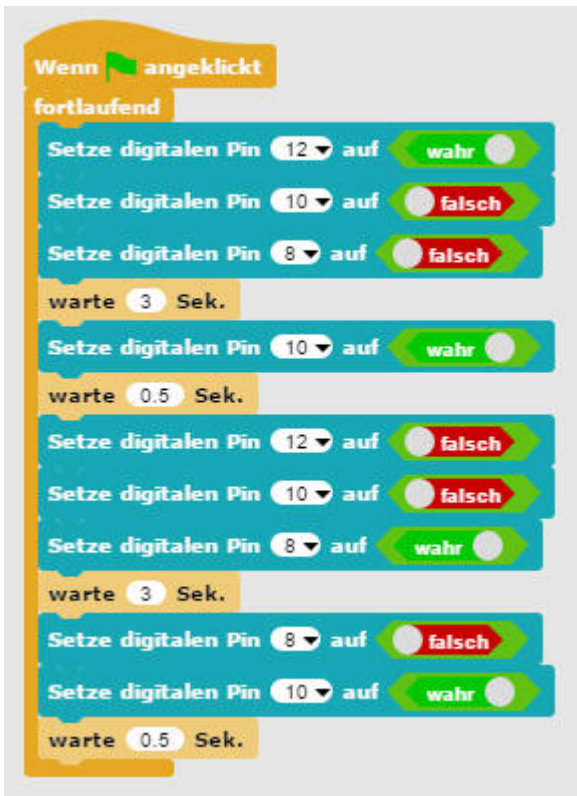 Wenn angeklickt
fortlaufend
Setze digitalen Pin 12 auf wahr
Setze digitalen Pin 10 auf falsch
Setze digitalen Pin 8 auf falsch
warte 3 Sek.
Setze digitalen Pin 10 auf wahr
warte 0.5 Sek.
Setze digitalen Pin 12 auf falsch
Setze digitalen Pin 10 auf falsch
Setze digitalen Pin 8 auf wahr
warte 3 Sek.
Setze digitalen Pin 8 auf falsch
Setze digitalen Pin 10 auf wahr
warte 0.5 Sek.